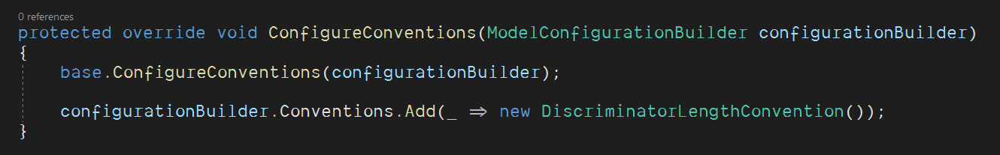 0 references
protected override void ConfigureConventions(ModelConfigurationBuilder configurationBuilder)
{
base.ConfigureConventions(configurationBuilder);
configurationBuilder.Conventions.Add(_ => new DiscriminatorLengthConvention());
}